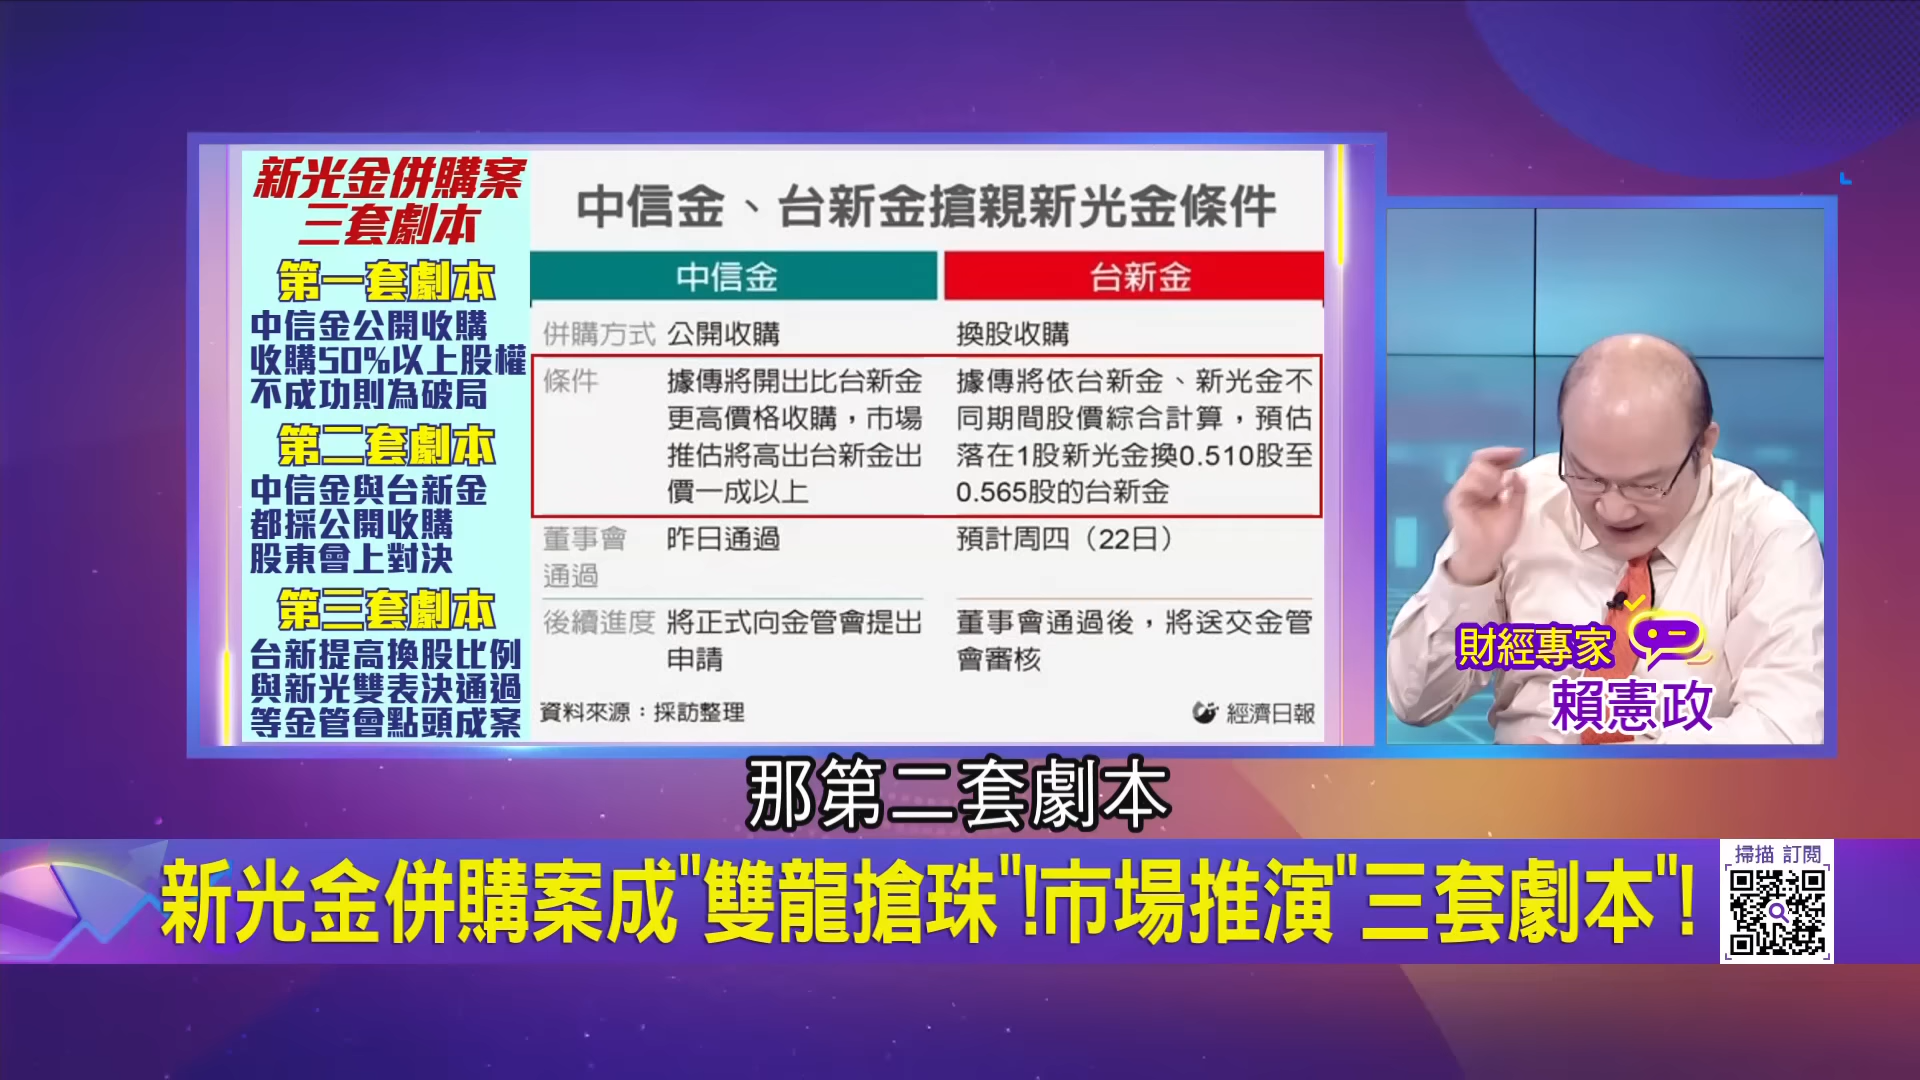 新光金併購案
三套劇本
第一套劇本
中信金公開收購
收購50%以上股權
不成功則為破局
第二套劇本
中信金與台新金
都採公開收購
股東會上對決
第三套劇本
台新提高換股比例
與新光雙表決通過
等金管會點頭成案
中信金、台新金搶親新光金條件
中信金 台新金
併購方式 公開收購 換股收購
條件 據傳將開出比台新金 據傳將依台新金、新光金不
更高價格收購，市場 同期間股價綜合計算，預估
推估將高出台新金出 落在1股新光金換0.510股至
價一成以上 0.565股的台新金
董事會 昨日通過 預計周四（22日）
通過
後續進度 將正式向金管會提出 董事會通過後，將送交金管
申請 會審核
資料來源：採訪整理 經濟日報
財經專家
賴憲政
那第二套劇本
新光金併購案成"雙龍搶珠"!市場推演"三套劇本"!
掃描 訂閱